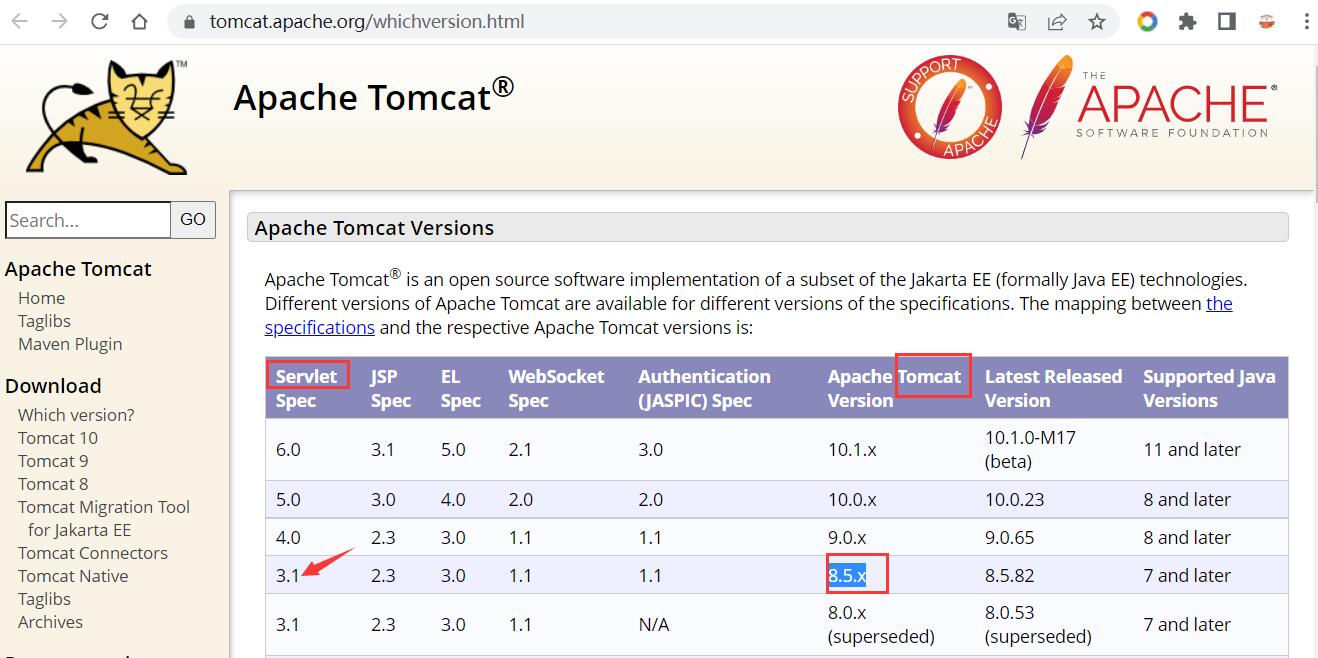 tomcat.apache.org/whichversion.html
TM
Apache Tomcat®
SUPPORT
APACHE
THE
APACHE®
SOFTWARE FOUNDATION
Search...
GO
Apache Tomcat
Home
Taglibs
Maven Plugin
Download
Which version?
Tomcat 10
Tomcat 9
Tomcat 8
Tomcat Migration Tool
for Jakarta EE
Tomcat Connectors
Tomcat Native
Taglibs
Archives
Apache Tomcat Versions
Apache Tomcat® is an open source software implementation of a subset of the Jakarta EE (formally Java EE) technologies.
Different versions of Apache Tomcat are available for different versions of the specifications. The mapping between the
specifications and the respective Apache Tomcat versions is:
Servlet Spec JSP Spec EL Spec WebSocket Spec Authentication (JASPIC) Spec Apache Tomcat Version Latest Released Version Supported Java Versions
6.0 3.1 5.0 2.1 3.0 10.1.x 10.1.0-M17 (beta) 11 and later
5.0 3.0 4.0 2.0 2.0 10.0.x 10.0.23 8 and later
4.0 2.3 3.0 1.1 1.1 9.0.x 9.0.65 8 and later
3.1 2.3 3.0 1.1 1.1 8.5.x 8.5.82 7 and later
3.1 2.3 3.0 1.1 N/A 8.0.x (superseded) 8.0.53 (superseded) 7 and later